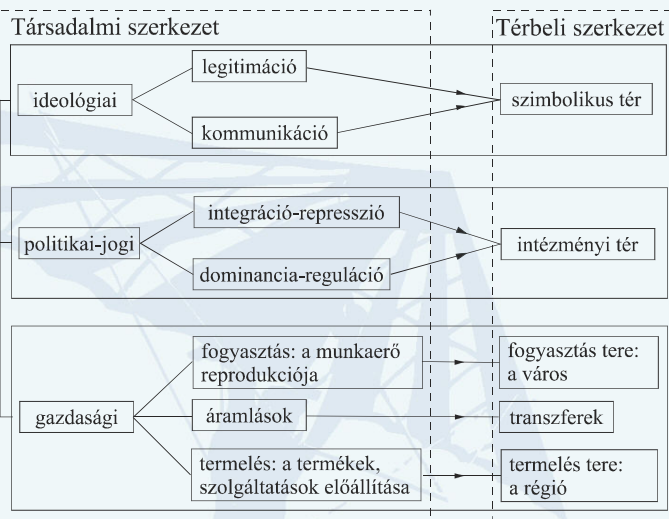 Társadalmi szerkezet
Térbeli szerkezet
ideológiai
legitimáció
kommunikáció
szimbolikus tér
politikai-jogi
integráció-represszió
dominancia-reguláció
intézményi tér
gazdasági
fogyasztás: a munkaerő
reprodukciója
fogyasztás tere:
a város
áramlások
transzferek
termelés: a termékek,
szolgáltatások előállítása
termelés tere:
a régió